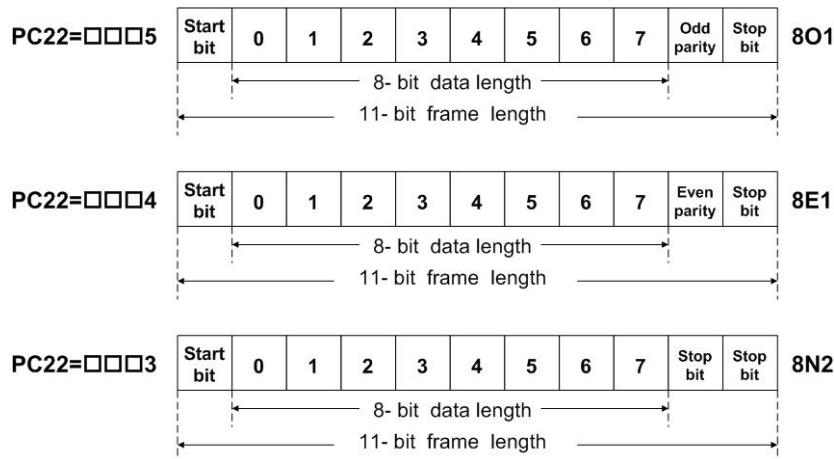 PC22=□□□5 Start bit 0 1 2 3 4 5 6 7 Odd parity Stop bit 8O1
8- bit data length
11- bit frame length
PC22=□□□4 Start bit 0 1 2 3 4 5 6 7 Even parity Stop bit 8E1
8- bit data length
11- bit frame length
PC22=□□□3 Start bit 0 1 2 3 4 5 6 7 Stop bit Stop bit 8N2
8- bit data length
11- bit frame length